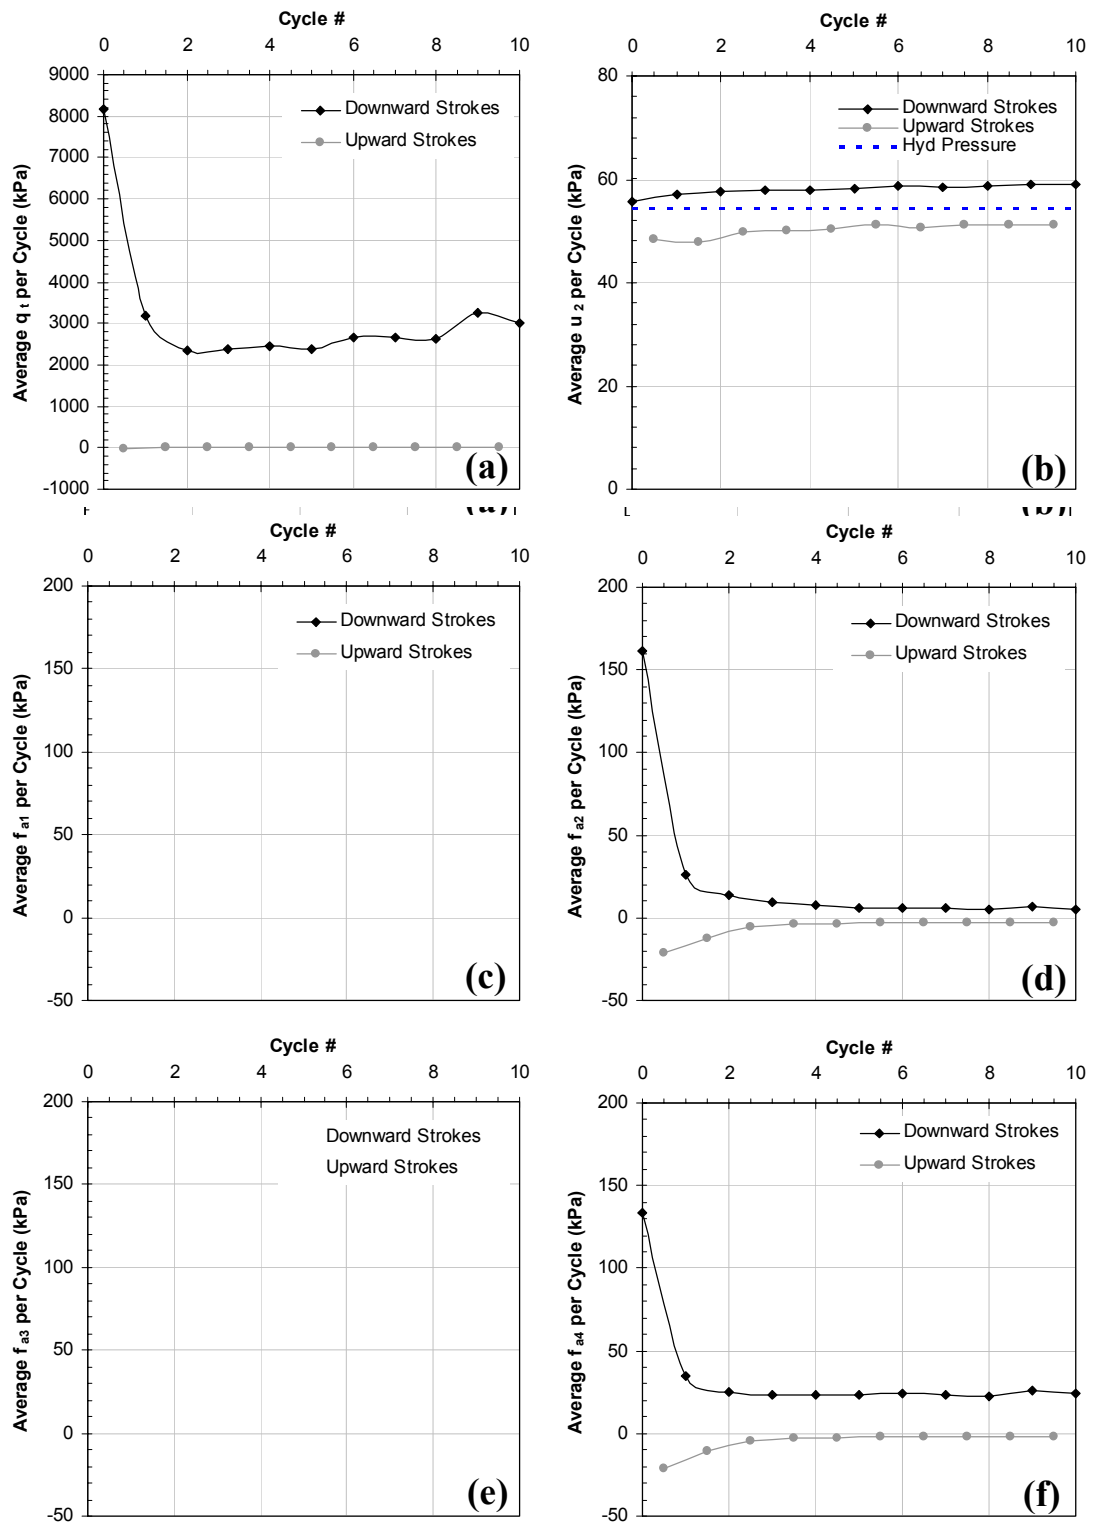 Cycle #
0 2 4 6 8 10
9000
8000
7000
6000
5000
4000
3000
2000
1000
0
-1000
Average q t per Cycle (kPa)
Downward Strokes
Upward Strokes
(a)
Cycle #
0 2 4 6 8 10
80
60
40
20
0
Average u 2 per Cycle (kPa)
Downward Strokes
Upward Strokes
Hyd Pressure
(b)
(a)
(b)
Cycle #
0 2 4 6 8 10
200
150
100
50
0
-50
Average f a1 per Cycle (kPa)
Downward Strokes
Upward Strokes
(c)
Cycle #
0 2 4 6 8 10
200
150
100
50
0
-50
Average f a2 per Cycle (kPa)
Downward Strokes
Upward Strokes
(d)
Cycle #
0 2 4 6 8 10
200
150
100
50
0
-50
Average f a3 per Cycle (kPa)
Downward Strokes
Upward Strokes
(e)
Cycle #
0 2 4 6 8 10
200
150
100
50
0
-50
Average f a4 per Cycle (kPa)
Downward Strokes
Upward Strokes
(f)